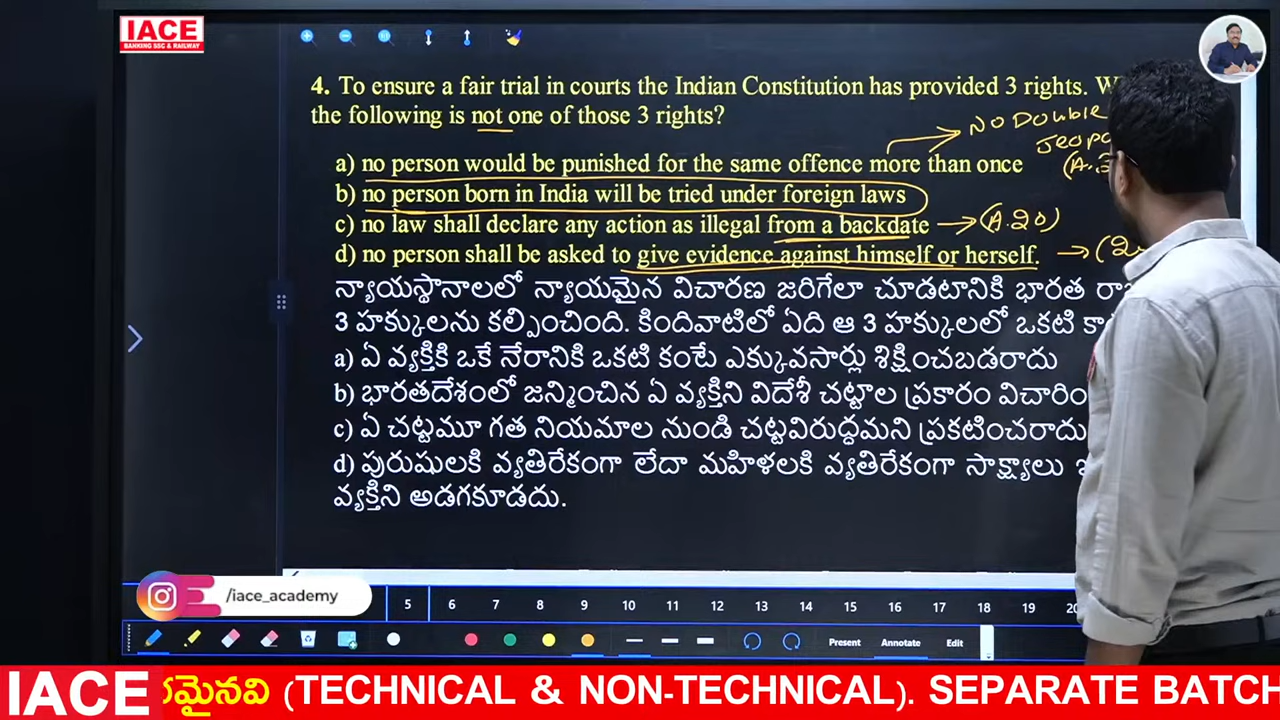 IACE
BANKING SSC & RAILWAY
4. To ensure a fair trial in courts the Indian Constitution has provided 3 rights.
the following is not one of those 3 rights?
NO DOUBLE
a) no person would be punished for the same offence more than once
b) no person born in India will be tried under foreign laws
c) no law shall declare any action as illegal from a backdate → (A.20)
d) no person shall be asked to give evidence against himself or herself.
న్యాయస్థానాలలో న్యాయమైన విచారణ జరిగేలా చూడటానికి భారత
3 హక్కులను కల్పించింది. కిందివాటిలో ఏది ఆ 3 హక్కులలో ఒకటి
a) ఏ వ్యక్తికి ఒకే నేరానికి ఒకటి కంటే ఎక్కువసార్లు శిక్షించబడరాదు
b) భారతదేశంలో జన్మించిన ఏ వ్యక్తిని విదేశీ చట్టాల ప్రకారం
c) ఏ చట్టమూ గత నియమాల నుండి చట్టవిరుద్ధమని ప్రకటించరాదు
d) పురుషులకి వ్యతిరేకంగా లేదా మహిళలకి వ్యతిరేకంగా సాక్ష్యాలు
వ్యక్తిని అడగకూడదు.
/iace_academy
5 6 7 8 9 10 11 12 13 14 15 16 17 18 19
Present Annotate Edit
IACE (TECHNICAL & NON-TECHNICAL). SEPARATE BATCH